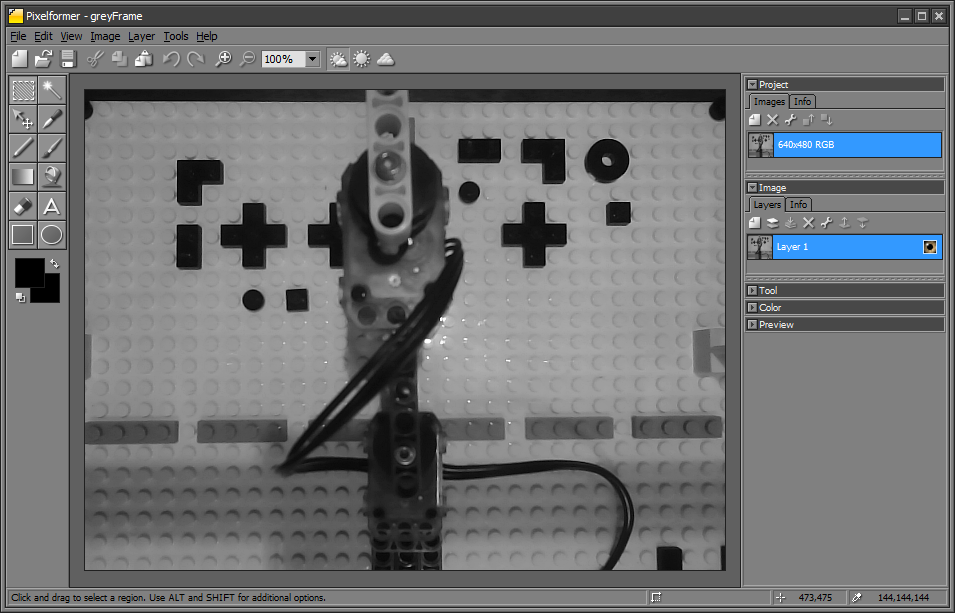 Pixelformer - greyFrame
File Edit View Image Layer Tools Help
100%
Project
Images Info
640x480 RGB
Image
Layers Info
Layer 1
Tool
Color
Preview
Click and drag to select a region. Use ALT and SHIFT for additional options.
473,475
144,144,144